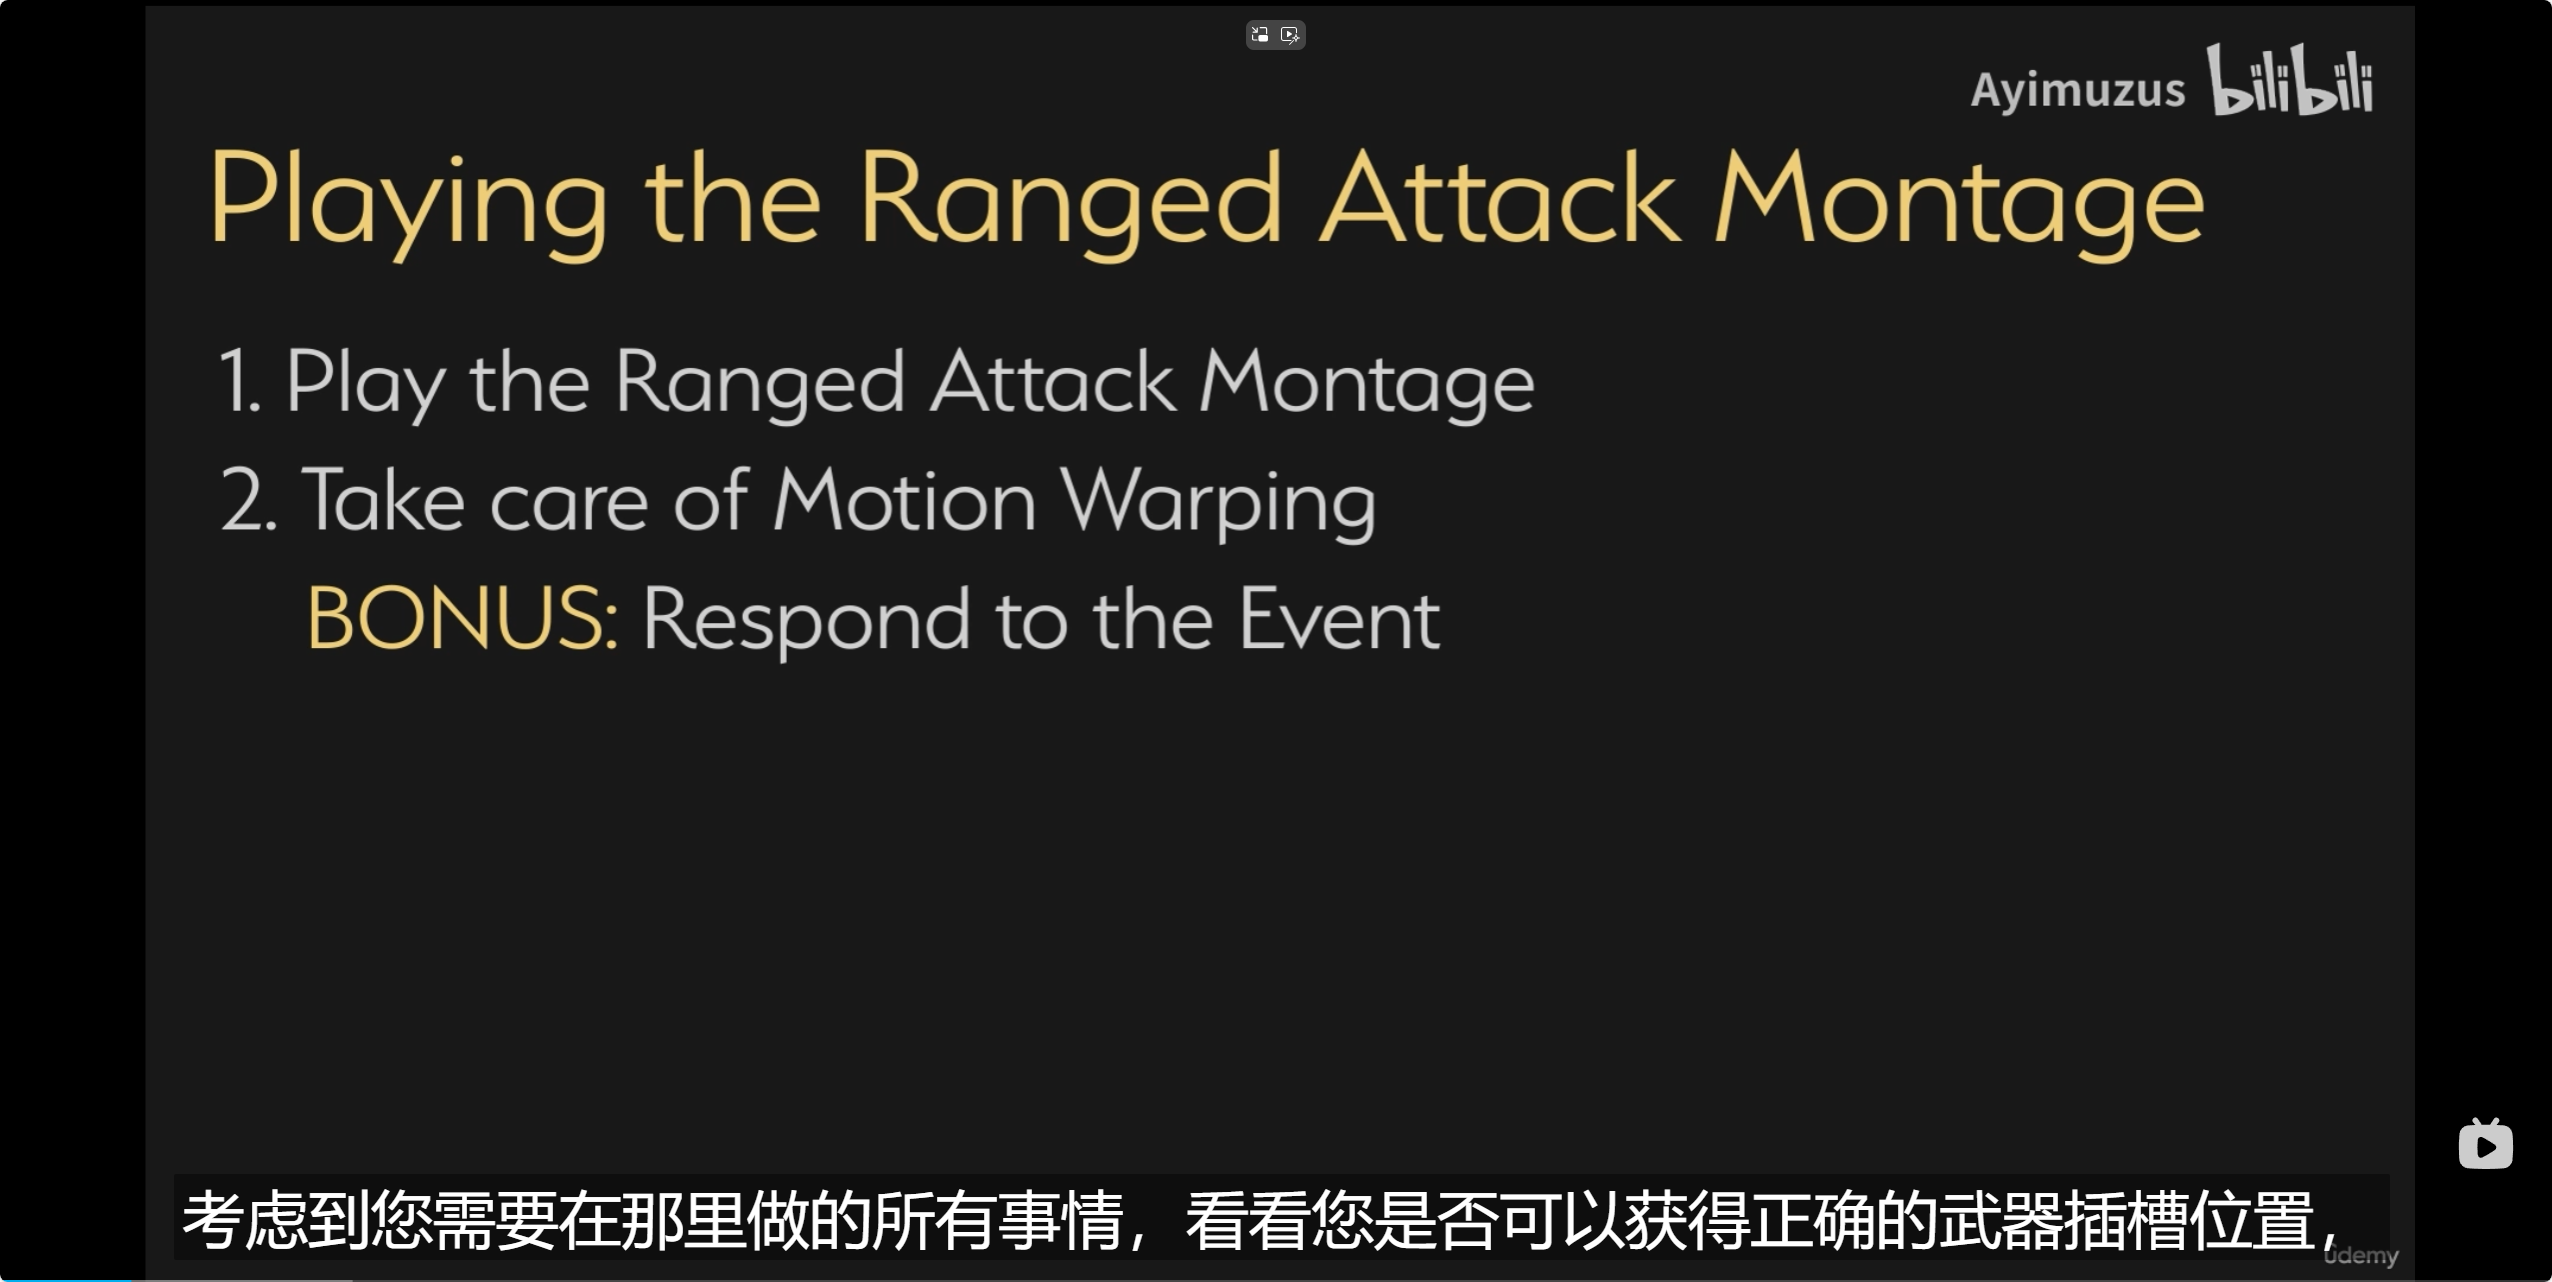 Ayimuzus bilibili
Playing the Ranged Attack Montage
1. Play the Ranged Attack Montage
2. Take care of Motion Warping
BONUS: Respond to the Event
考虑到您需要在那里做的所有事情，看看您是否可以获得正确的武器插槽位置，
ûdemy